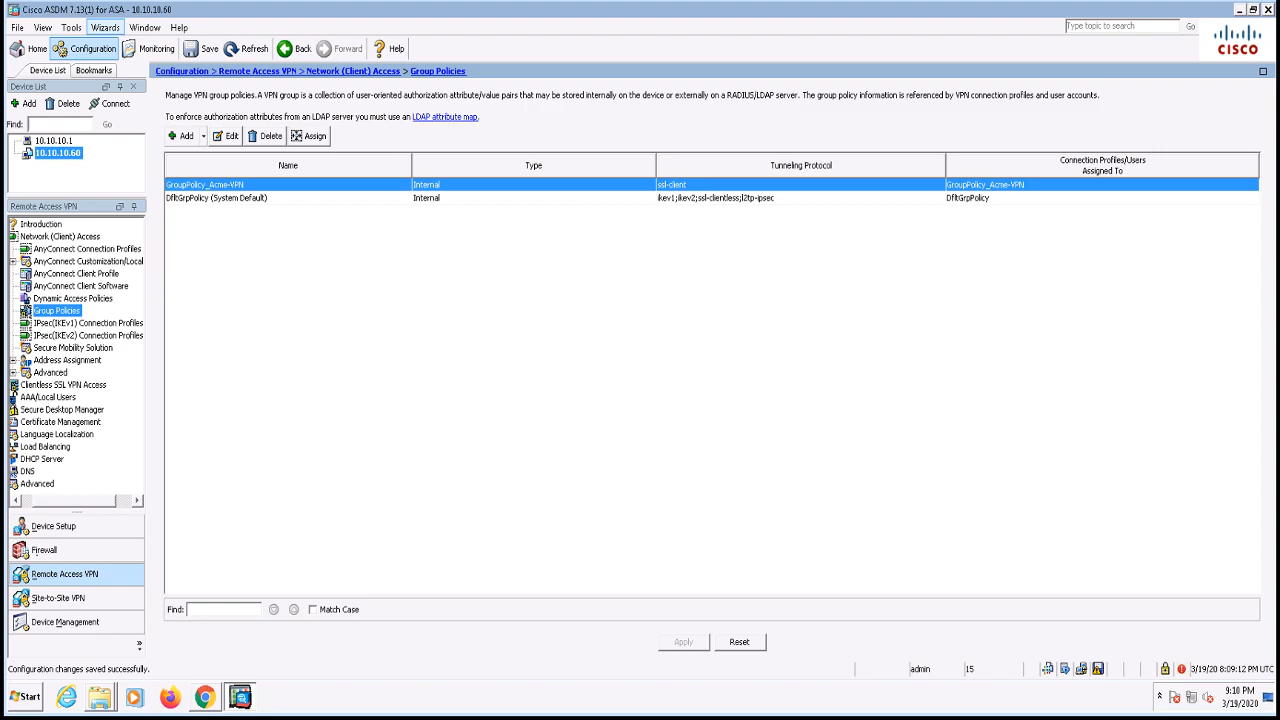 Cisco ASDM 7.13(1) for ASA - 10.10.10.60
File View Tools Wizards Window Help
Type topic to search Go
Home Configuration Monitoring Save Refresh Back Forward Help
CISCO
Device List Bookmarks
Configuration > Remote Access VPN > Network (Client) Access > Group Policies
Device List
Add Delete Connect
Find: Go
10.10.10.1
10.10.10.60
Manage VPN group policies. A VPN group is a collection of user-oriented authorization attribute/value pairs that may be stored internally on the device or externally on a RADIUS/LDAP server. The group policy information is referenced by VPN connection profiles and user accounts.
To enforce authorization attributes from an LDAP server you must use an LDAP attribute map.
Add Edit Delete Assign
Name Type Tunneling Protocol Connection Profiles/Users
Assigned To
GroupPolicy_Acme-VPN Internal ssl-client GroupPolicy_Acme-VPN
DfltGrpPolicy (System Default) Internal ikev1;ikev2;ssl-clientless;l2tp-ipsec DfltGrpPolicy
Remote Access VPN
Introduction
Network (Client) Access
AnyConnect Connection Profiles
AnyConnect Customization/Local
AnyConnect Client Profile
AnyConnect Client Software
Dynamic Access Policies
Group Policies
IPsec(IKEv1) Connection Profiles
IPsec(IKEv2) Connection Profiles
Secure Mobility Solution
Address Assignment
Advanced
Clientless SSL VPN Access
AAA/Local Users
Secure Desktop Manager
Certificate Management
Language Localization
Load Balancing
DHCP Server
DNS
Advanced
Device Setup
Firewall
Remote Access VPN
Site-to-Site VPN
Device Management
Find: Match Case
Apply Reset
Configuration changes saved successfully. admin 15 3/19/20 8:09:12 PM UTC
Start 9:10 PM
3/19/2020